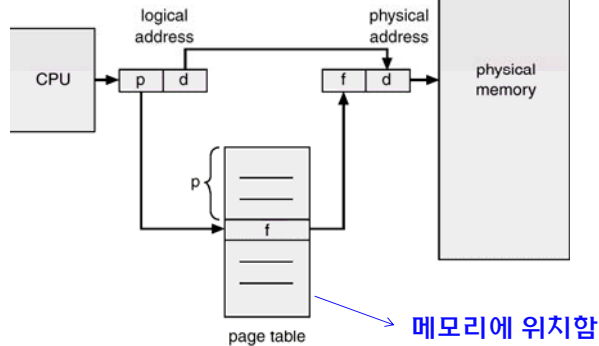 logical
address
physical
address
CPU
p d
f d
physical
memory
p
f
page table
메모리에 위치함